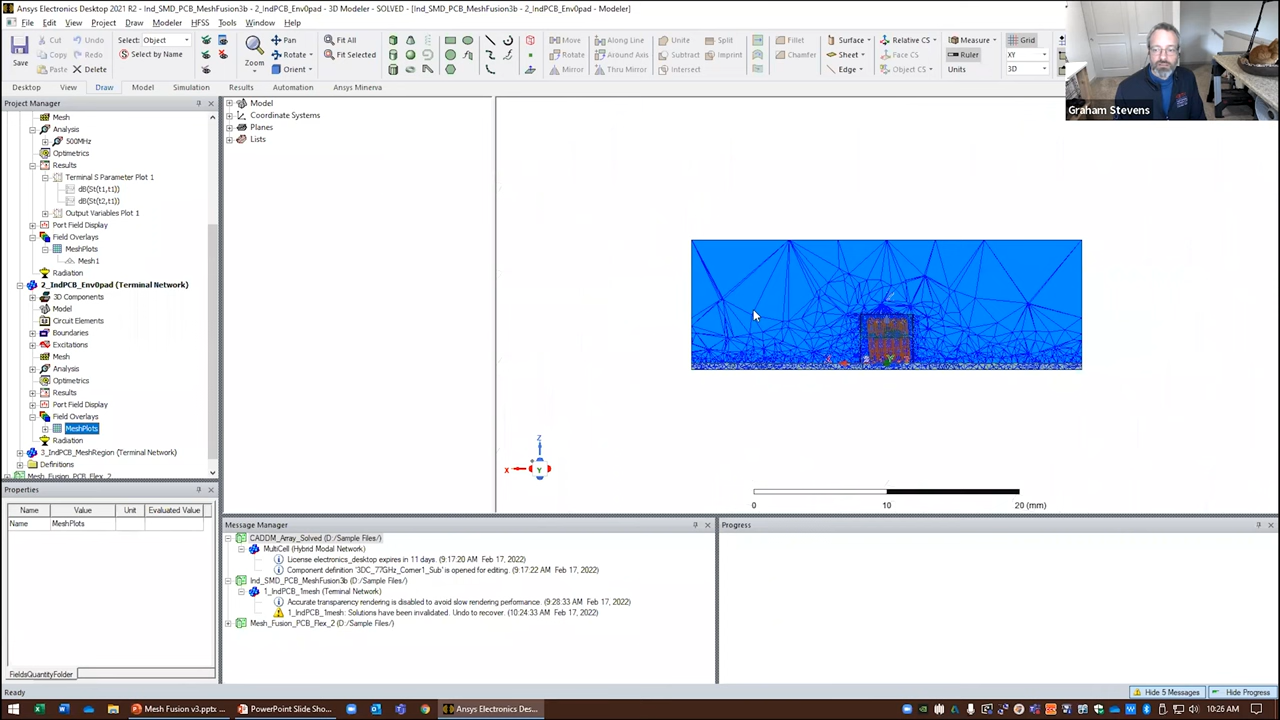 Ansys Electronics Desktop 2021 R2 - Ind_SMD_PCB_MeshFusion3b - 2_IndPCB_Env0pad - 3D Modeler - SOLVED - [Ind_SMD_PCB_MeshFusion3b - 2_IndPCB_Env0pad - Modeler]
File Edit View Project Draw Modeler HFSS Tools Window Help
Save
Cut
Copy
Paste
Undo
Redo
Delete
Select: Object
Select by Name
Zoom
Pan
Rotate
Orient
Fit All
Fit Selected
Move
Rotate
Mirror
Along Line
Around Axis
Thru Mirror
Unite
Subtract
Intersect
Split
Imprint
Fillet
Chamfer
Surface
Sheet
Edge
Relative CS
Face CS
Object CS
Measure
Ruler
Units
Grid
XY
3D
Desktop View Draw Model Simulation Results Automation Ansys Minerva
Graham Stevens
Project Manager
Mesh
Analysis
500MHz
Optimetrics
Results
Terminal S Parameter Plot 1
dB(St(t1,t1))
dB(St(t2,t1))
Output Variables Plot 1
Port Field Display
Field Overlays
MeshPlots
Mesh1
Radiation
2_IndPCB_Env0pad (Terminal Network)
3D Components
Model
Circuit Elements
Boundaries
Excitations
Mesh
Analysis
Optimetrics
Results
Port Field Display
Field Overlays
MeshPlots
Radiation
3_IndPCB_MeshRegion (Terminal Network)
Definitions
Mesh_Fusion_PCB_Flex_2
Model
Coordinate Systems
Planes
Lists
Z
X
Y
0 10 20 (mm)
Properties
Name Value Unit Evaluated Value
Name MeshPlots
FieldsQuantityFolder
Message Manager
CADDM_Array_Solved (D:/Sample Files/)
MultiCell (Hybrid Modal Network)
License electronics_desktop expires in 11 days. (9:17:20 AM Feb 17, 2022)
Component definition '3DC_77GHz_Corner1_Sub' is opened for editing. (9:17:22 AM Feb 17, 2022)
Ind_SMD_PCB_MeshFusion3b (D:/Sample Files/)
1_IndPCB_1mesh (Terminal Network)
Accurate transparency rendering is disabled to avoid slow rendering performance. (9:28:33 AM Feb 17, 2022)
1_IndPCB_1mesh: Solutions have been invalidated. Undo to recover. (10:24:33 AM Feb 17, 2022)
Mesh_Fusion_PCB_Flex_2 (D:/Sample Files/)
Progress
Ready
Hide 5 Messages
Hide Progress
Mesh Fusion v3.pptx ...
PowerPoint Slide Sho...
Ansys Electronics Des...
10:26 AM